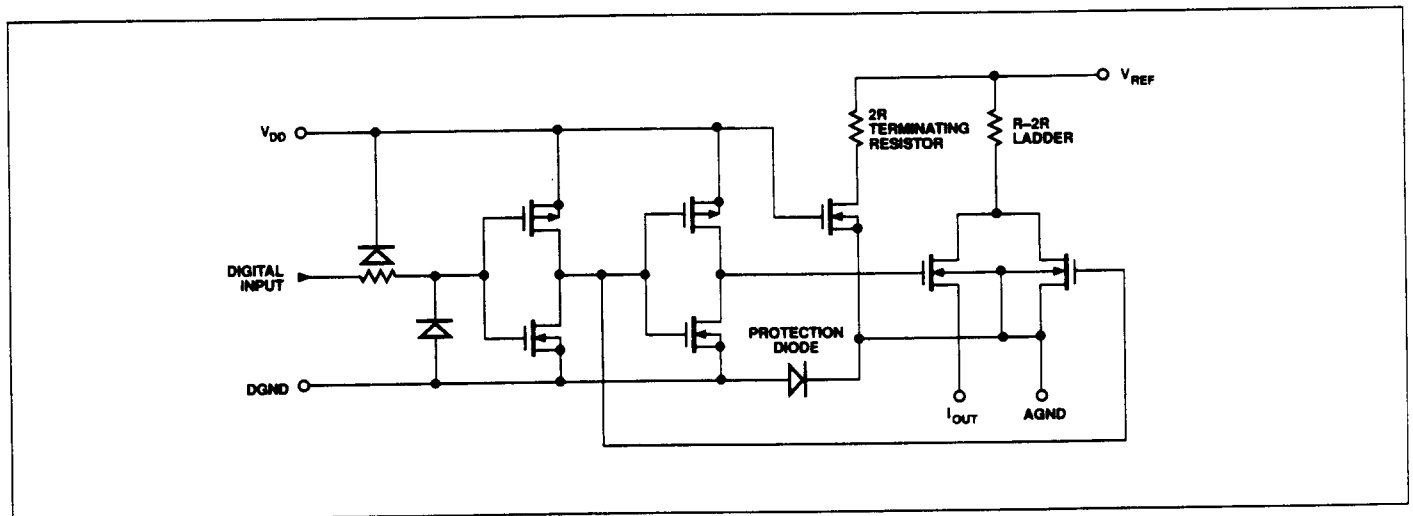 V_REF
V_DD
2R
TERMINATING
RESISTOR
R–2R
LADDER
DIGITAL
INPUT
PROTECTION
DIODE
DGND
I_OUT
AGND